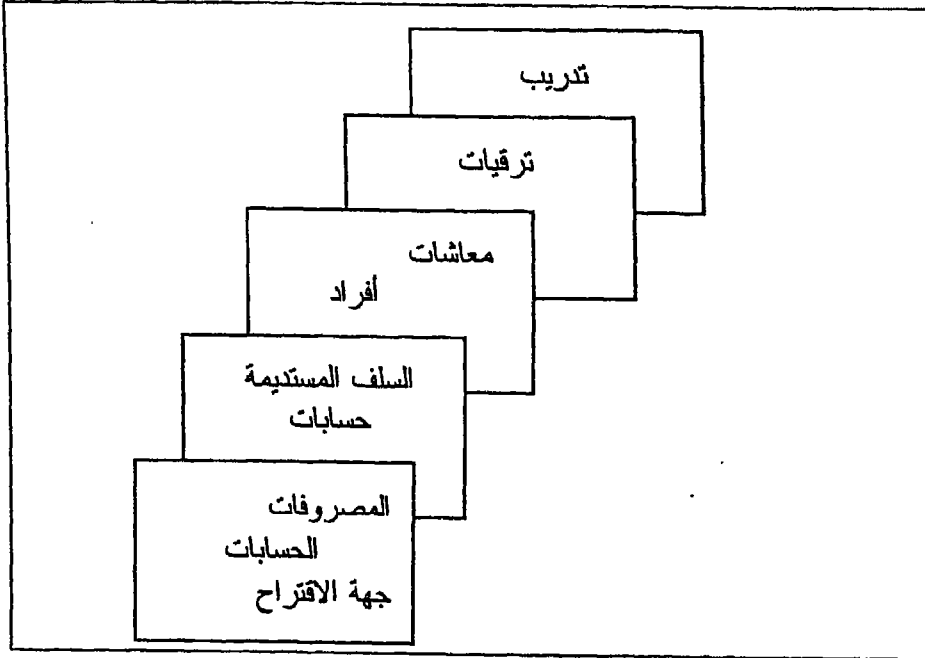 تدريب
ترقيات
معاشات
أفراد
السلف المستديمة
حسابات
المصروفات
الحسابات
جهة الاقتراح